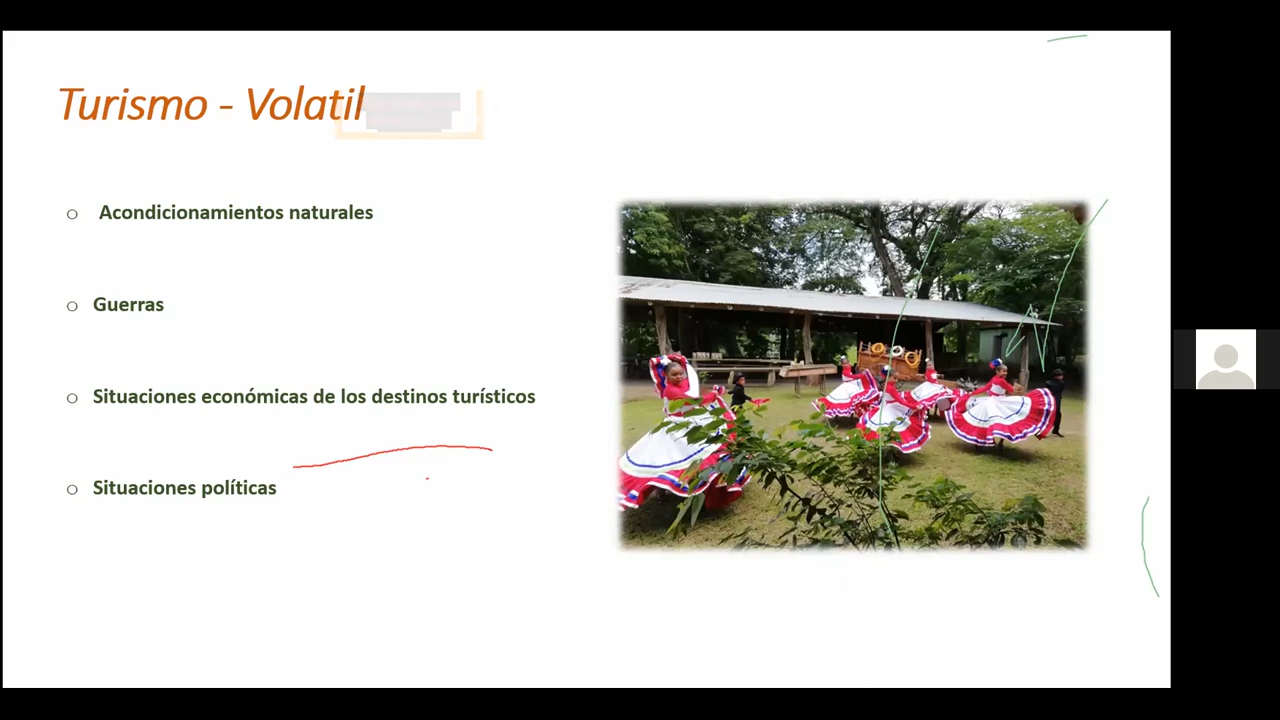 Turismo - Volatil
Acondicionamientos naturales
Guerras
Situaciones económicas de los destinos turísticos
Situaciones políticas